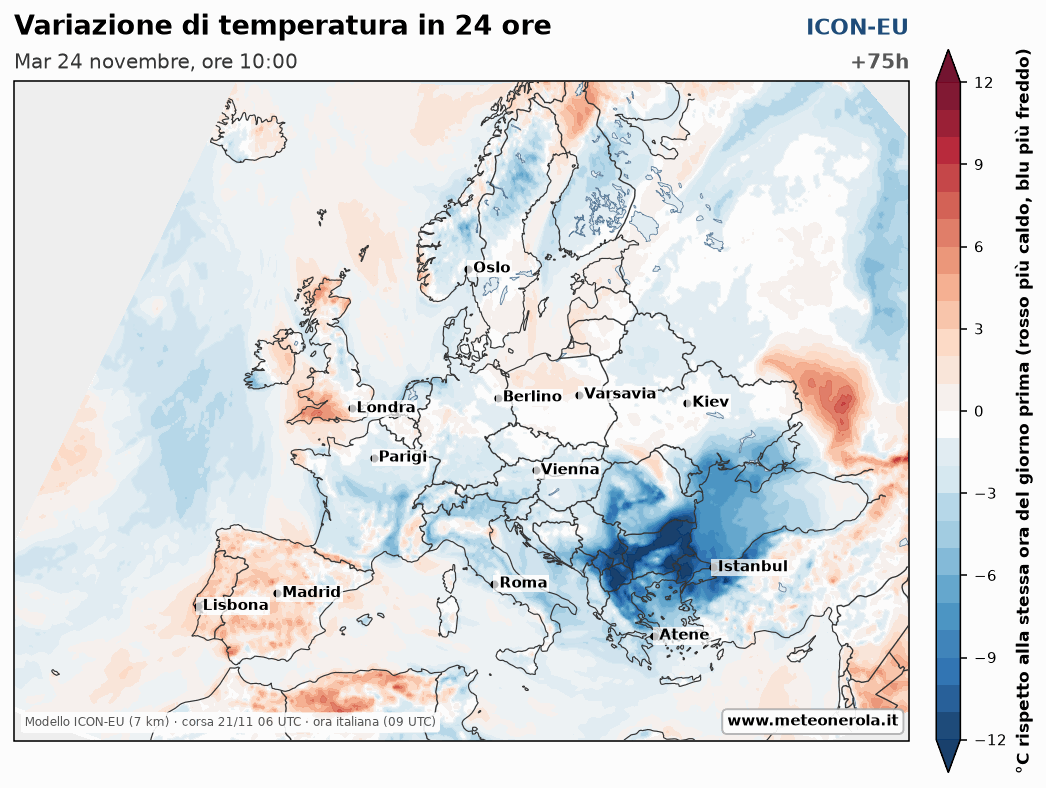 Variazione di temperatura in 24 ore
ICON-EU
Mar 24 novembre, ore 10:00
+75h
Oslo
Berlino
Varsavia
Kiev
Londra
Parigi
Vienna
Istanbul
Roma
Madrid
Lisbona
Atene
Modello ICON-EU (7 km) · corsa 21/11 06 UTC · ora italiana (09 UTC)
www.meteonerola.it
12
9
6
3
0
−3
−6
−9
−12
°C rispetto alla stessa ora del giorno prima (rosso più caldo, blu più freddo)